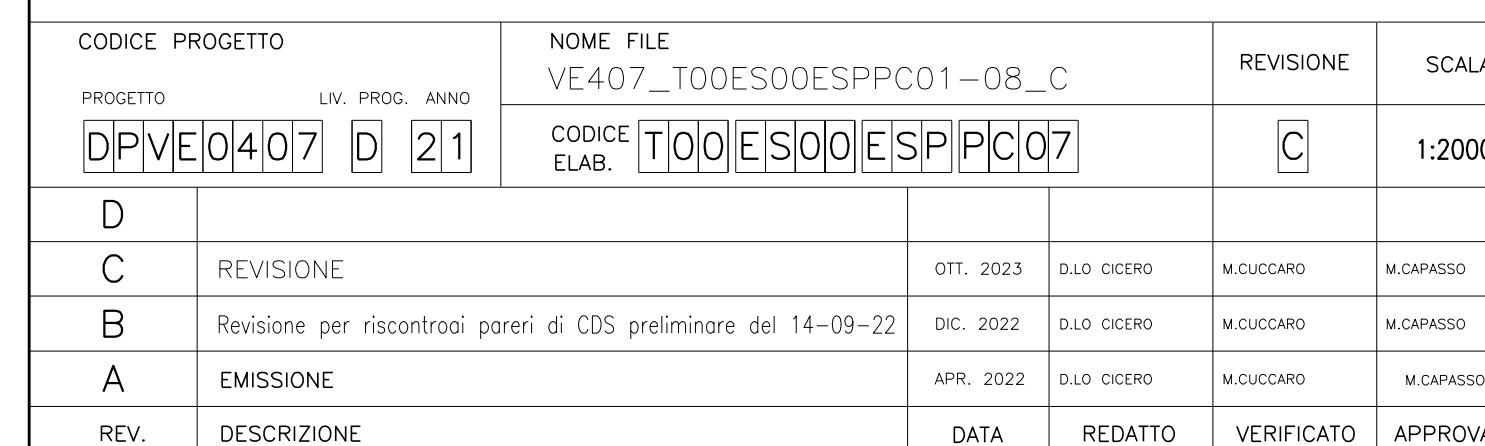 CODICE PROGETTO
PROGETTO LIV. PROG. ANNO
DPVE0407 D 21
NOME FILE
VE407_T00ES00ESPPC01-08_C
CODICE ELAB. T00ES00ESPPC07
REVISIONE
C
SCALA
1:2000
D
C REVISIONE OTT. 2023 D.LO CICERO M.CUCCARO M.CAPASSO
B Revisione per riscontroai pareri di CDS preliminare del 14-09-22 DIC. 2022 D.LO CICERO M.CUCCARO M.CAPASSO
A EMISSIONE APR. 2022 D.LO CICERO M.CUCCARO M.CAPASSO
REV. DESCRIZIONE DATA REDATTO VERIFICATO APPROVA